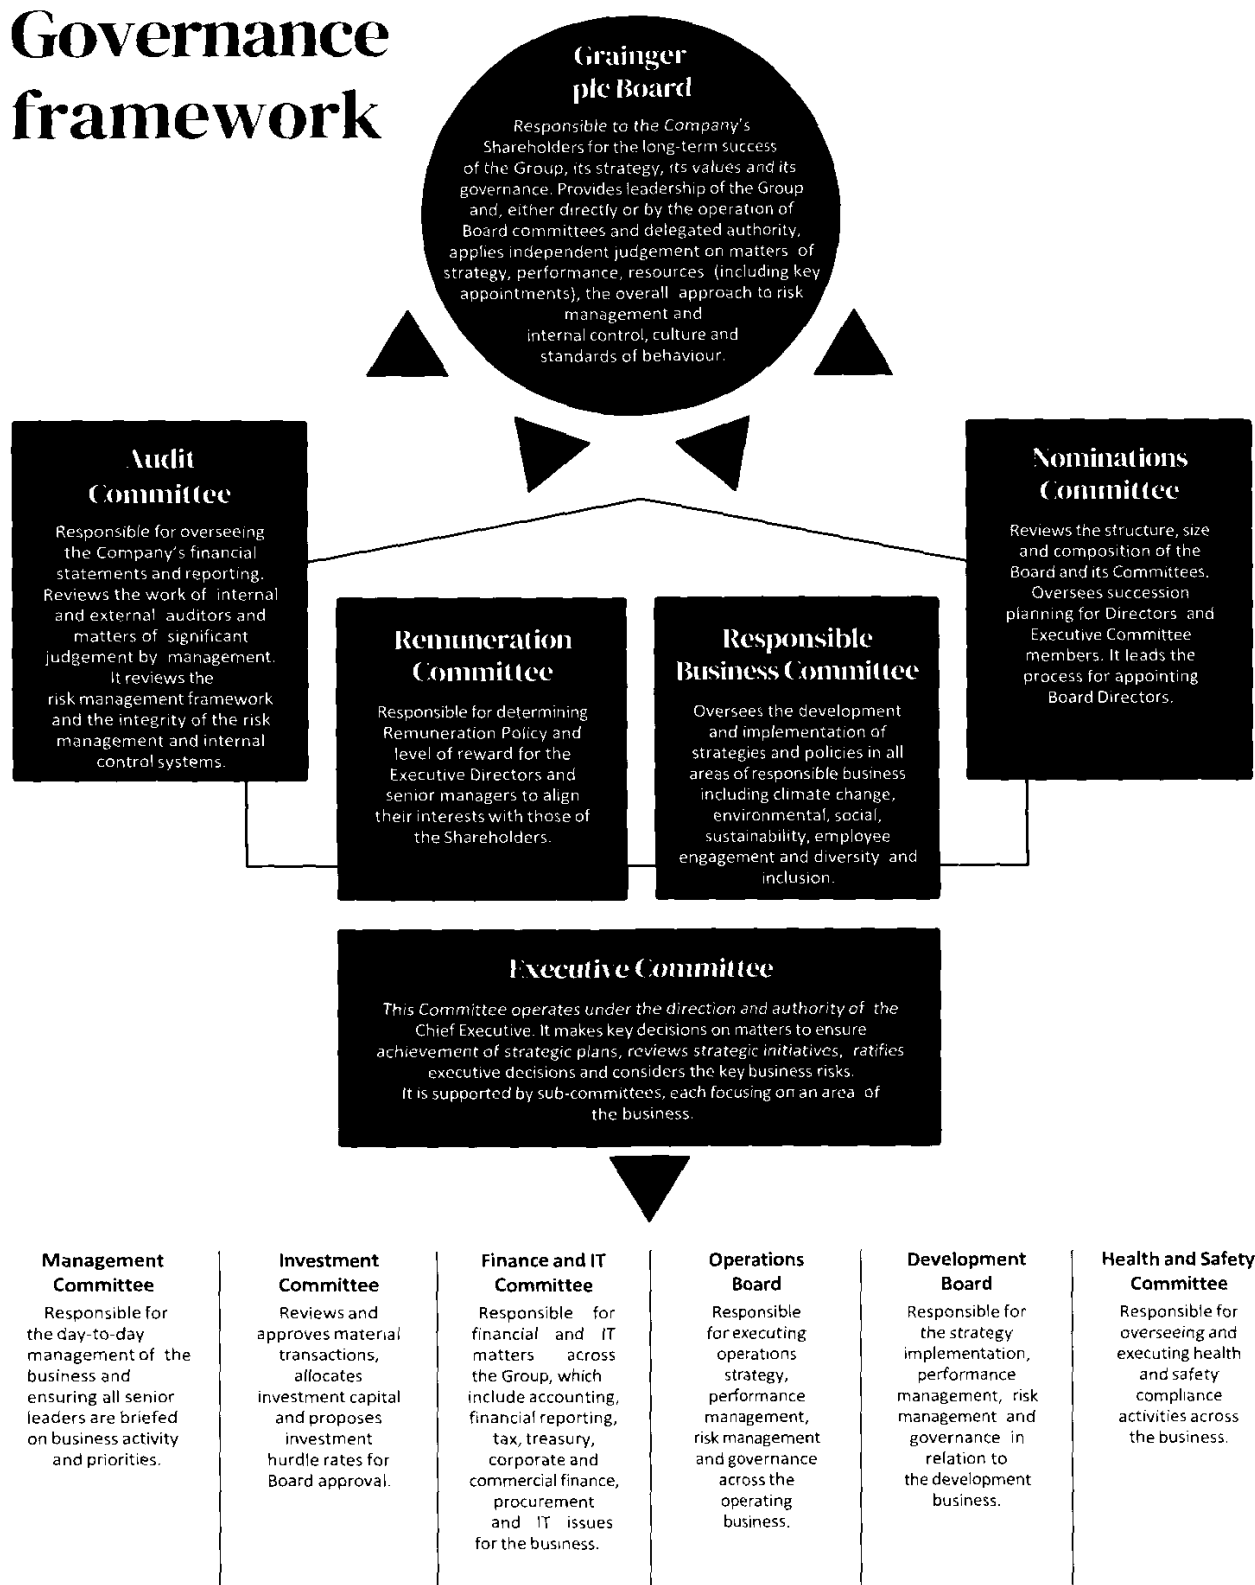 Governance
framework
Grainger
plc Board
Responsible to the Company's
Shareholders for the long-term success
of the Group, its strategy, its values and its
governance. Provides leadership of the Group
and, either directly or by the operation of
Board committees and delegated authority,
applies independent judgement on matters of
strategy, performance, resources (including key
appointments), the overall approach to risk
management and
internal control, culture and
standards of behaviour.
Audit
Committee
Responsible for overseeing
the Company's financial
statements and reporting.
Reviews the work of internal
and external auditors and
matters of significant
judgement by management.
It reviews the
risk management framework
and the integrity of the risk
management and internal
control systems.
Remuneration
Committee
Responsible for determining
Remuneration Policy and
level of reward for the
Executive Directors and
senior managers to align
their interests with those of
the Shareholders.
Responsible
Business Committee
Oversees the development
and implementation of
strategies and policies in all
areas of responsible business
including climate change,
environmental, social,
sustainability, employee
engagement and diversity and
inclusion.
Nominations
Committee
Reviews the structure, size
and composition of the
Board and its Committees.
Oversees succession
planning for Directors and
Executive Committee
members. It leads the
process for appointing
Board Directors.
Executive Committee
This Committee operates under the direction and authority of the
Chief Executive. It makes key decisions on matters to ensure
achievement of strategic plans, reviews strategic initiatives, ratifies
executive decisions and considers the key business risks.
It is supported by sub-committees, each focusing on an area of
the business.
Management
Committee
Responsible for
the day-to-day
management of the
business and
ensuring all senior
leaders are briefed
on business activity
and priorities.
Investment
Committee
Reviews and
approves material
transactions,
allocates
investment capital
and proposes
investment
hurdle rates for
Board approval.
Finance and IT
Committee
Responsible for
financial and IT
matters across
the Group, which
include accounting,
financial reporting,
tax, treasury,
corporate and
commercial finance,
procurement
and IT issues
for the business.
Operations
Board
Responsible
for executing
operations
strategy,
performance
management,
risk management
and governance
across the
operating
business.
Development
Board
Responsible for
the strategy
implementation,
performance
management, risk
management and
governance in
relation to
the development
business.
Health and Safety
Committee
Responsible for
overseeing and
executing health
and safety
compliance
activities across
the business.